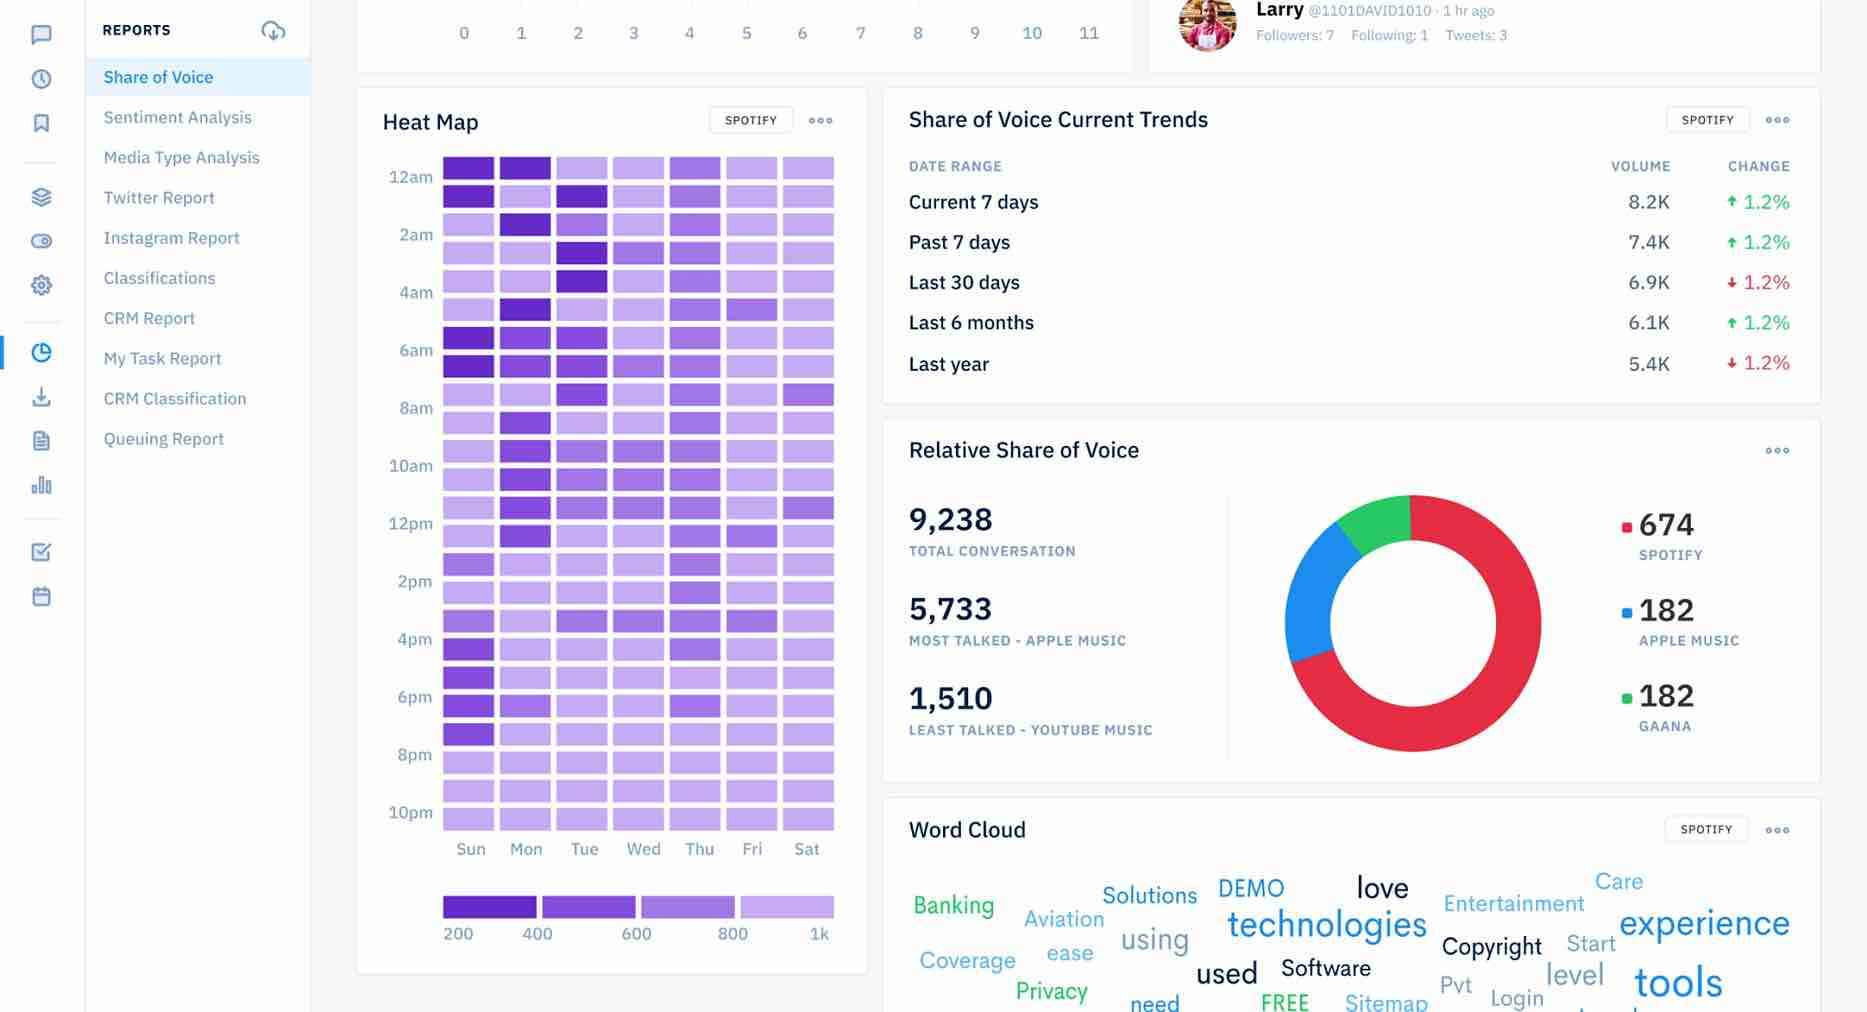 REPORTS
Share of Voice
Sentiment Analysis
Media Type Analysis
Twitter Report
Instagram Report
Classifications
CRM Report
My Task Report
CRM Classification
Queuing Report
0 1 2 3 4 5 6 7 8 9 10 11
Larry @1101DAVID1010 · 1 hr ago
Followers: 7 Following: 1 Tweets: 3
Heat Map
SPOTIFY
12am
2am
4am
6am
8am
10am
12pm
2pm
4pm
6pm
8pm
10pm
Sun Mon Tue Wed Thu Fri Sat
200 400 600 800 1k
Share of Voice Current Trends
SPOTIFY
DATE RANGE VOLUME CHANGE
Current 7 days 8.2K 1.2%
Past 7 days 7.4K 1.2%
Last 30 days 6.9K 1.2%
Last 6 months 6.1K 1.2%
Last year 5.4K 1.2%
Relative Share of Voice
9,238
TOTAL CONVERSATION
5,733
MOST TALKED - APPLE MUSIC
1,510
LEAST TALKED - YOUTUBE MUSIC
674
SPOTIFY
182
APPLE MUSIC
182
GAANA
Word Cloud
SPOTIFY
Banking
Solutions
DEMO
love
Care
Entertainment
Aviation
technologies
experience
using
Copyright
Start
Coverage
ease
used
Software
level
tools
Privacy
Pvt
Login
need
FREE
Sitemap